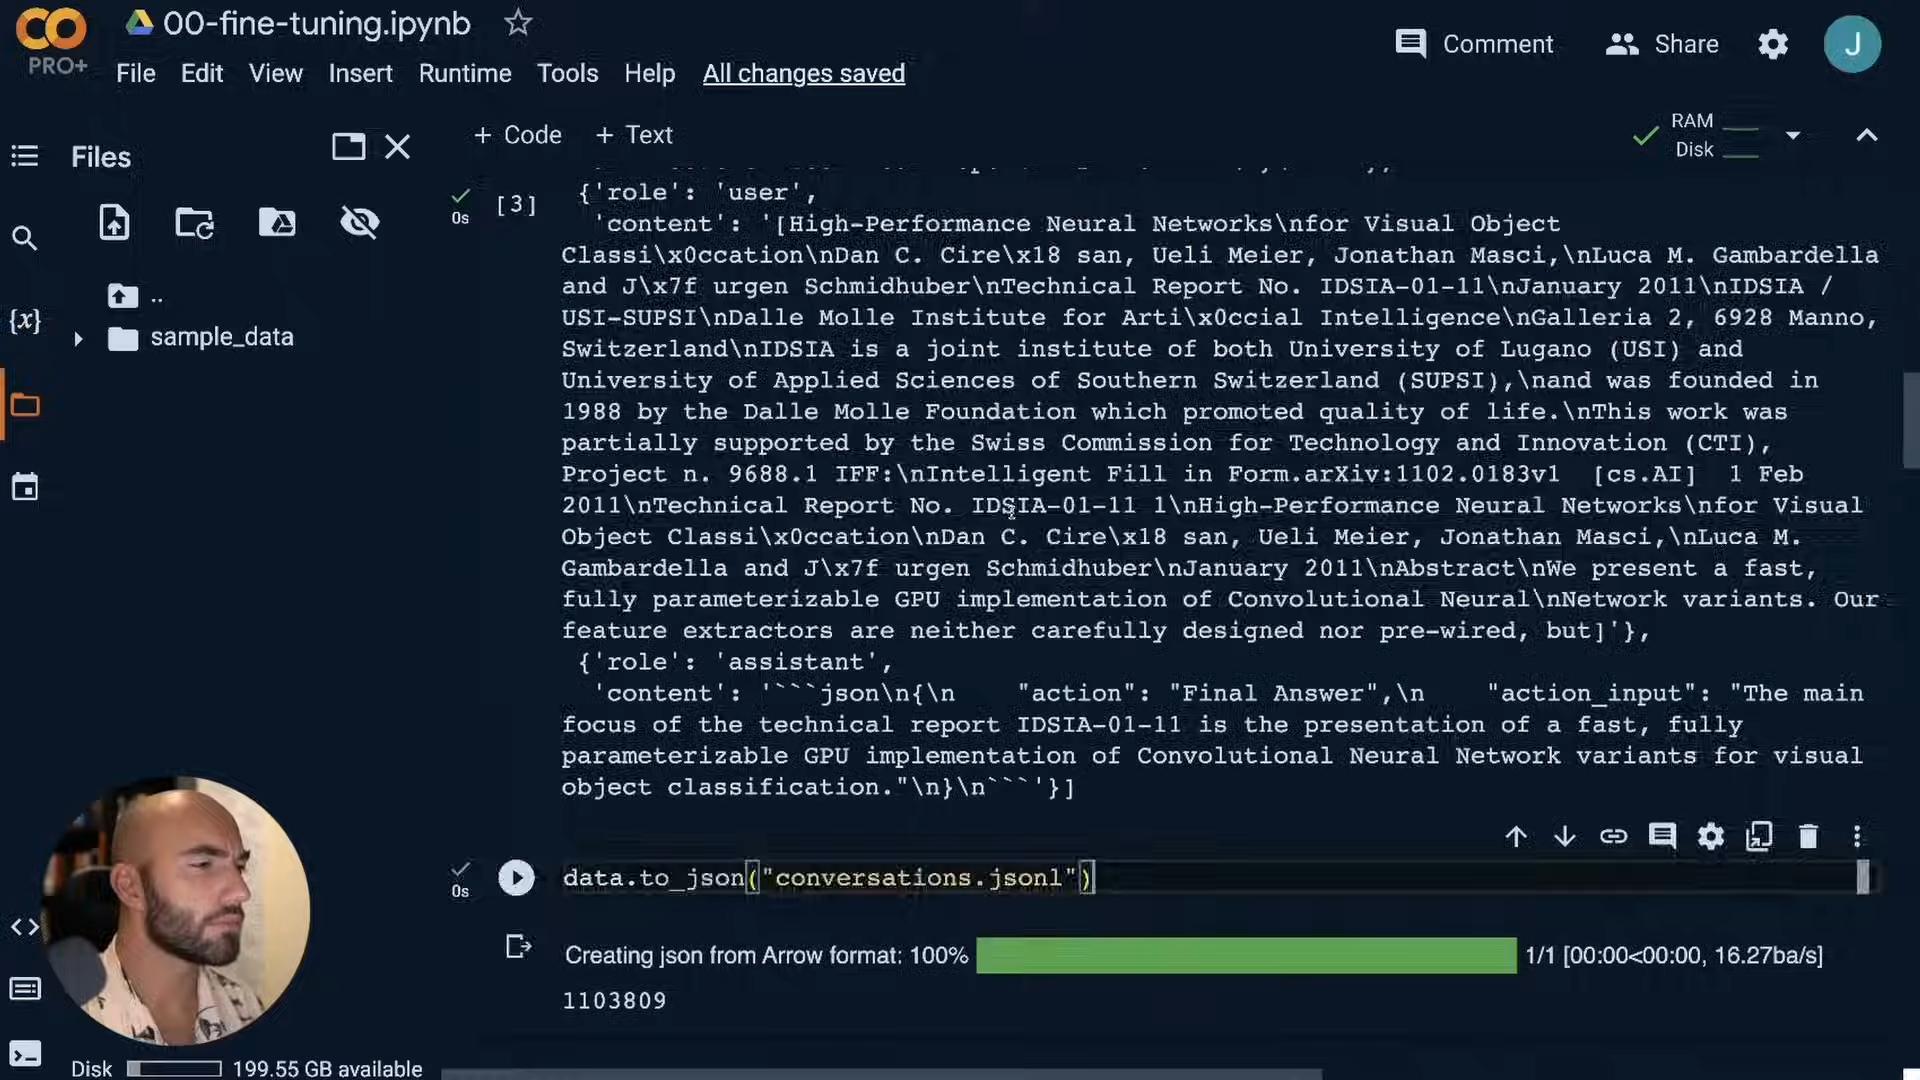 00-fine-tuning.ipynb
PRO+
File Edit View Insert Runtime Tools Help All changes saved
Comment Share J
Files
+ Code + Text
RAM
Disk
{x}
..
sample_data
0s
[3]
{'role': 'user',
'content': '[High-Performance Neural Networks\nfor Visual Object
Classi\x0ccation\nDan C. Cire\x18 san, Ueli Meier, Jonathan Masci,\nLuca M. Gambardella
and J\x7f urgen Schmidhuber\nTechnical Report No. IDSIA-01-11\nJanuary 2011\nIDSIA /
USI-SUPSI\nDalle Molle Institute for Arti\x0ccial Intelligence\nGalleria 2, 6928 Manno,
Switzerland\nIDSIA is a joint institute of both University of Lugano (USI) and
University of Applied Sciences of Southern Switzerland (SUPSI),\nand was founded in
1988 by the Dalle Molle Foundation which promoted quality of life.\nThis work was
partially supported by the Swiss Commission for Technology and Innovation (CTI),
Project n. 9688.1 IFF:\nIntelligent Fill in Form.arXiv:1102.0183v1  [cs.AI]  1 Feb
2011\nTechnical Report No. IDSIA-01-11 1\nHigh-Performance Neural Networks\nfor Visual
Object Classi\x0ccation\nDan C. Cire\x18 san, Ueli Meier, Jonathan Masci,\nLuca M.
Gambardella and J\x7f urgen Schmidhuber\nJanuary 2011\nAbstract\nWe present a fast,
fully parameterizable GPU implementation of Convolutional Neural\nNetwork variants. Our
feature extractors are neither carefully designed nor pre-wired, but]'},
{'role': 'assistant',
'content': '```json\n{\n    "action": "Final Answer",\n    "action_input": "The main
focus of the technical report IDSIA-01-11 is the presentation of a fast, fully
parameterizable GPU implementation of Convolutional Neural Network variants for visual
object classification."\n}\n```'}]
0s
data.to_json("conversations.jsonl")
Creating json from Arrow format: 100% 1/1 [00:00<00:00, 16.27ba/s]
1103809
Disk 199.55 GB available